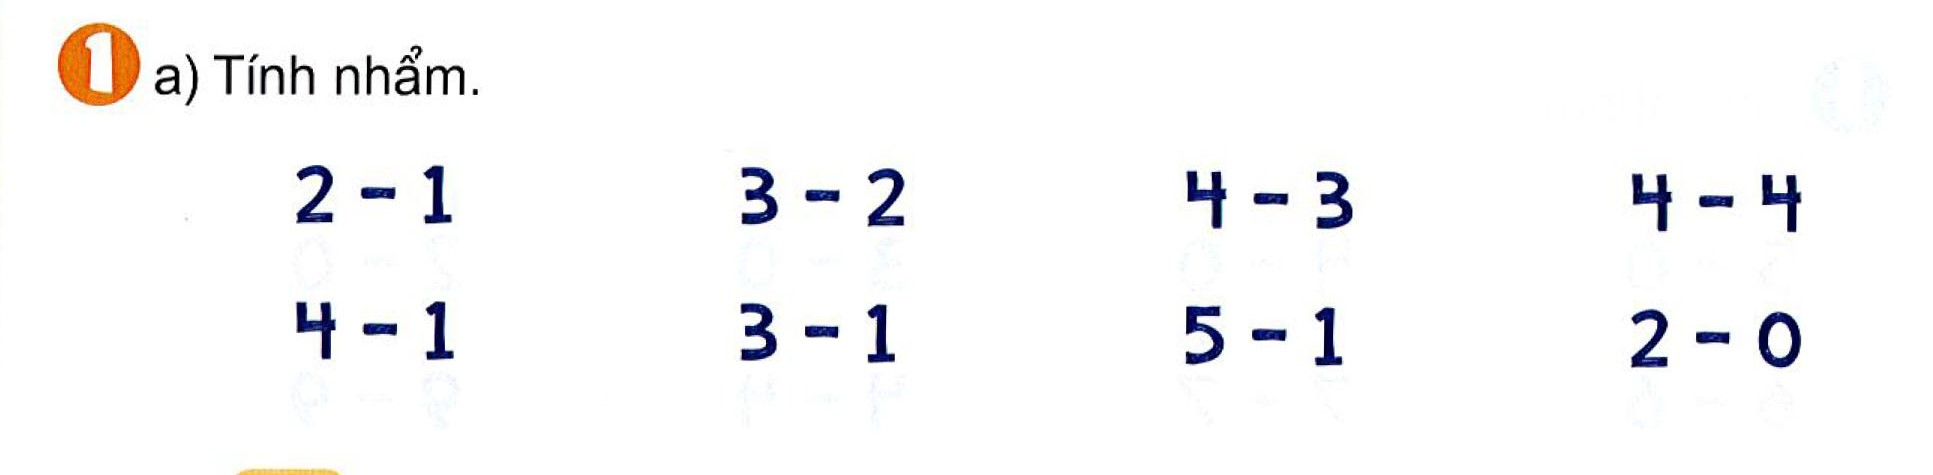 1 a) Tính nhẩm.
2 - 1 3 - 2 4 - 3 4 - 4
4 - 1 3 - 1 5 - 1 2 - 0